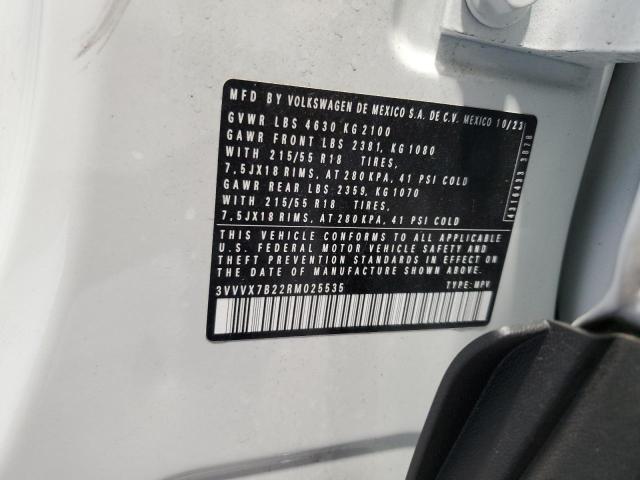 MFD BY VOLKSWAGEN DE MEXICO S.A. DE C.V. MEXICO 10/23
GVWR LBS 4630 KG 2100
GAWR FRONT LBS 2381, KG 1080
WITH 215/55 R18 TIRES,
7.5JX18 RIMS, AT 280 KPA, 41 PSI COLD
GAWR REAR LBS 2359, KG 1070
WITH 215/55 R18 TIRES,
7.5JX18 RIMS, AT 280 KPA, 41 PSI COLD
THIS VEHICLE CONFORMS TO ALL APPLICABLE
U.S. FEDERAL MOTOR VEHICLE SAFETY AND
THEFT PREVENTION STANDARDS IN EFFECT ON
THE DATE OF MANUFACTURE SHOWN ABOVE
3VVVX7B22RM025535 TYPE: MPV